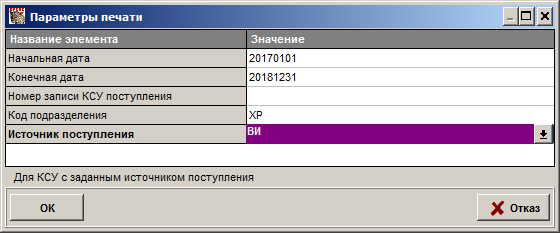 Параметры печати
Название элемента Значение
Начальная дата 20170101
Конечная дата 20181231
Номер записи КСУ поступления
Код подразделения ХР
Источник поступления ВИ
Для КСУ с заданным источником поступления
ОК Отказ